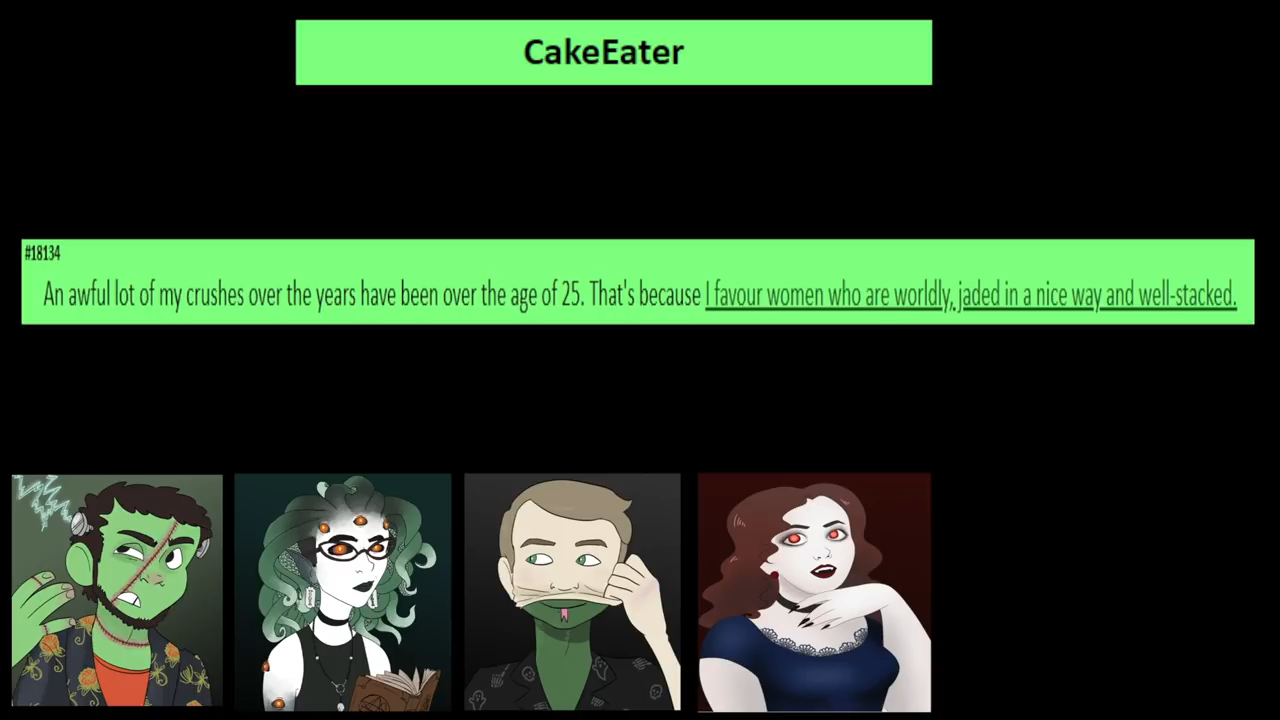 CakeEater
#18134
An awful lot of my crushes over the years have been over the age of 25. That's because I favour women who are worldly, jaded in a nice way and well-stacked.